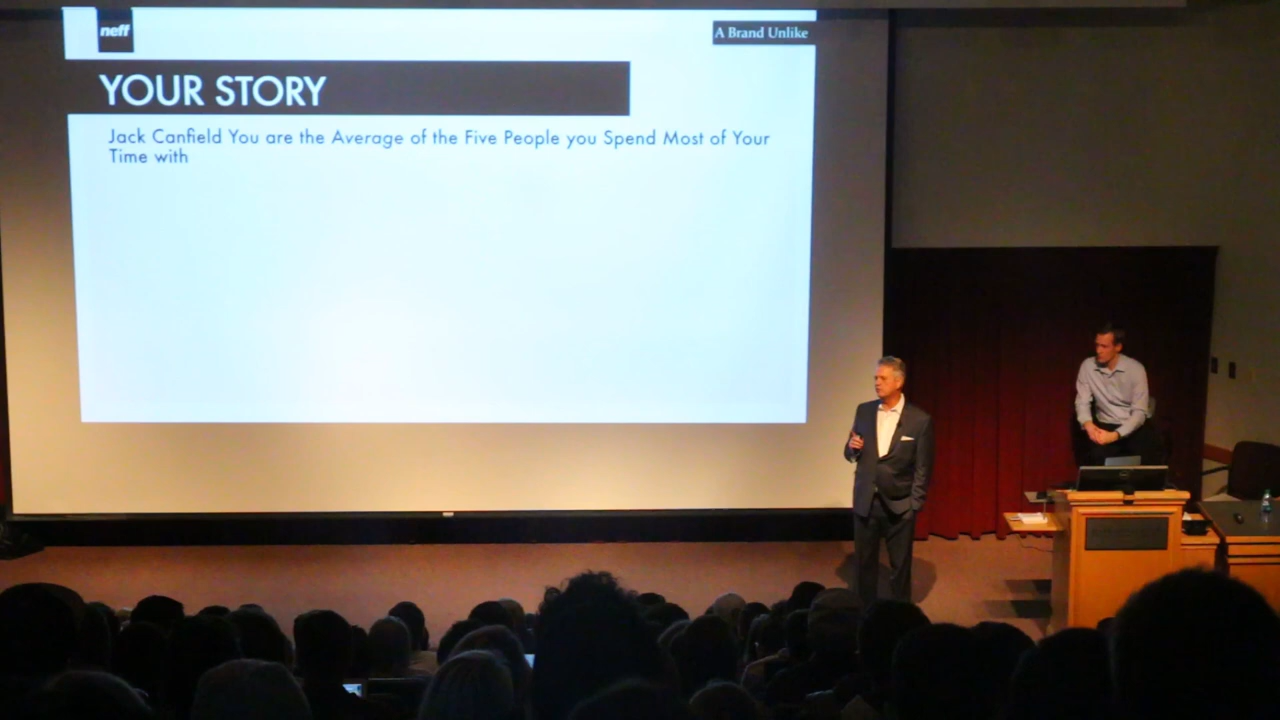 neff
A Brand Unlike
YOUR STORY
Jack Canfield You are the Average of the Five People you Spend Most of Your
Time with